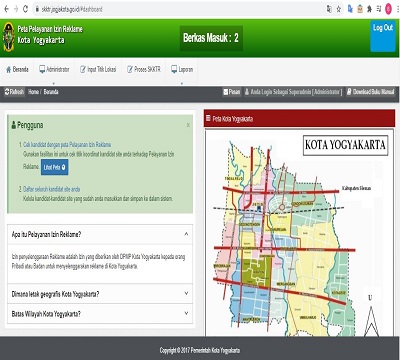 skktr.jogjakota.go.id/#dashboard
Peta Pelayanan Izin Reklame
Kota Yogyakarta
Berkas Masuk : 2
Log Out
Beranda
Administrator
Input Titik Lokasi
Proses SKKTR
Laporan
Refresh
Home / Beranda
Pesan
Anda Login Sebagai Superadmin [ Administrator ]
Download Buku Manual
Pengguna
×
1. Cek kandidat dengan peta Pelayanan Izin Reklame
Gunakan fasilitas ini untuk cek titik koordinat kandidat site anda terhadap Pelayanan Izin
Reklame. Lihat Peta
2. Daftar seluruh kandidat site anda
Kelola kandidat-kandidat site yang sudah anda masukkan dan simpan ke dalam sistem.
Apa itu Pelayanan Izin Reklame?
Izin penyelenggaraan Reklame adalah Izin yang diberikan oleh DPMP Kota Yogyakarta kepada orang
Pribadi atau Badan untuk menyelenggarakan reklame di Kota Yogyakarta.
Dimana letak geografis Kota Yogyakarta?
Batas Wilayah Kota Yogyakarta?
Peta Kota Yogyakarta
KOTA YOGYAKARTA
Kabupaten Sleman
Copyright © 2017 Pemerintah Kota Yogyakarta